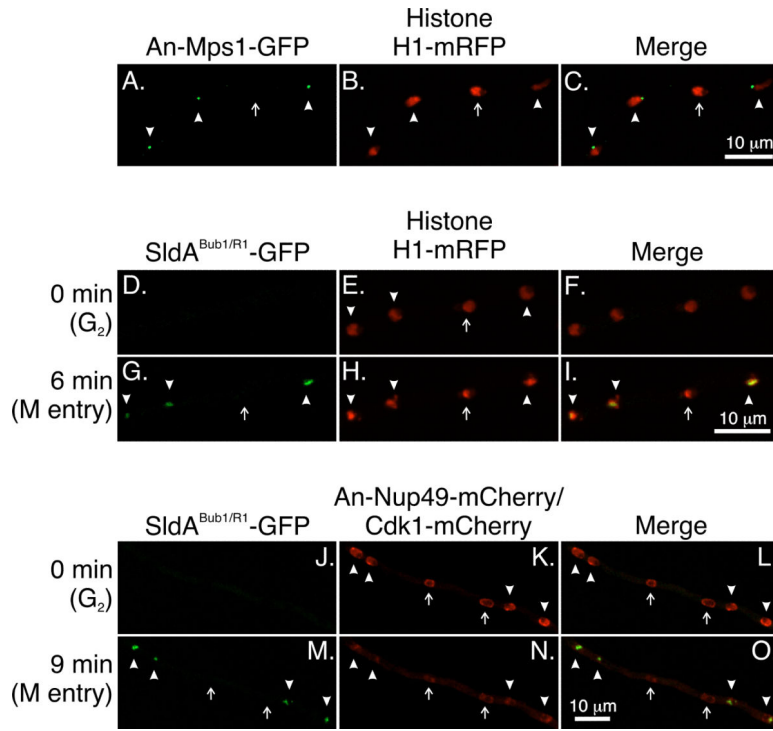 An-Mps1-GFP
Histone
H1-mRFP
Merge
A.
B.
C.
10 μm
SldA^Bub1/R1-GFP
Histone
H1-mRFP
Merge
0 min
(G₂)
D.
E.
F.
6 min
(M entry)
G.
H.
I.
10 μm
SldA^Bub1/R1-GFP
An-Nup49-mCherry/
Cdk1-mCherry
Merge
0 min
(G₂)
J.
K.
L.
9 min
(M entry)
M.
N.
O.
10 μm